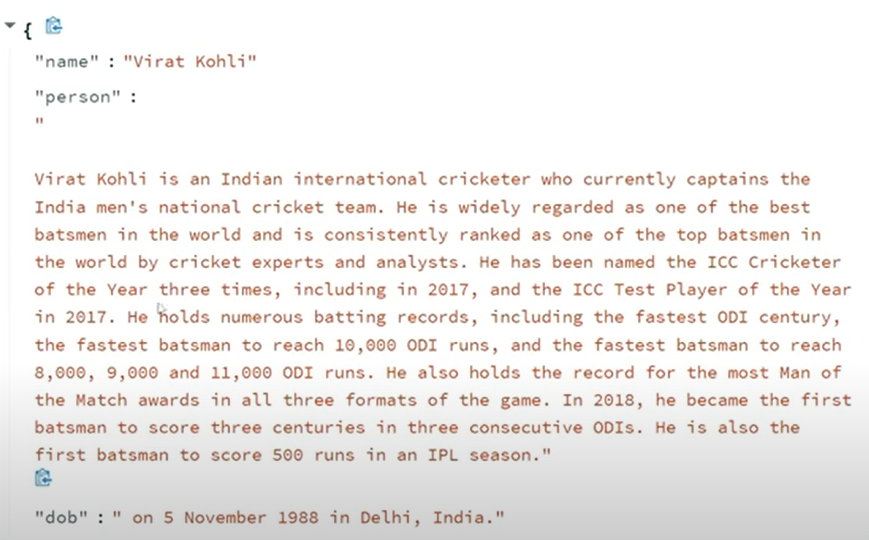 {
"name" : "Virat Kohli"
"person" :
"
Virat Kohli is an Indian international cricketer who currently captains the
India men's national cricket team. He is widely regarded as one of the best
batsmen in the world and is consistently ranked as one of the top batsmen in
the world by cricket experts and analysts. He has been named the ICC Cricketer
of the Year three times, including in 2017, and the ICC Test Player of the Year
in 2017. He holds numerous batting records, including the fastest ODI century,
the fastest batsman to reach 10,000 ODI runs, and the fastest batsman to reach
8,000, 9,000 and 11,000 ODI runs. He also holds the record for the most Man of
the Match awards in all three formats of the game. In 2018, he became the first
batsman to score three centuries in three consecutive ODIs. He is also the
first batsman to score 500 runs in an IPL season."
"dob" : " on 5 November 1988 in Delhi, India."